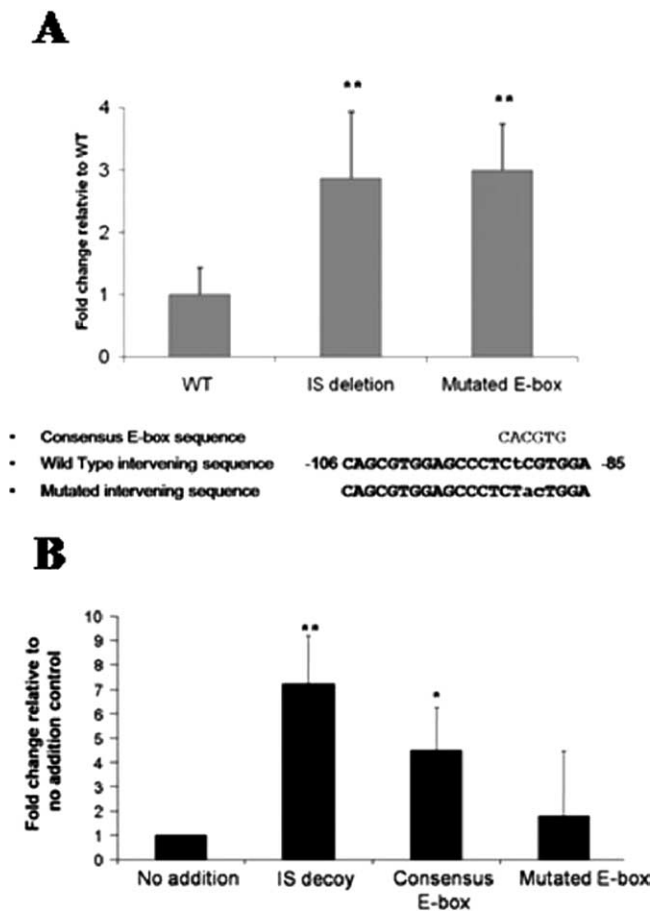 A
Fold change relatvie to WT
**
**
4
3
2
1
0
WT IS deletion Mutated E-box
• Consensus E-box sequence CACGTG
• Wild Type intervening sequence -106 CAGCGTGGAGCCCTCtCGTGGA -85
• Mutated intervening sequence CAGCGTGGAGCCCTCTacTGGA
B
Fold change relative to
no addition control
**
*
10
9
8
7
6
5
4
3
2
1
0
No addition IS decoy Consensus E-box Mutated E-box